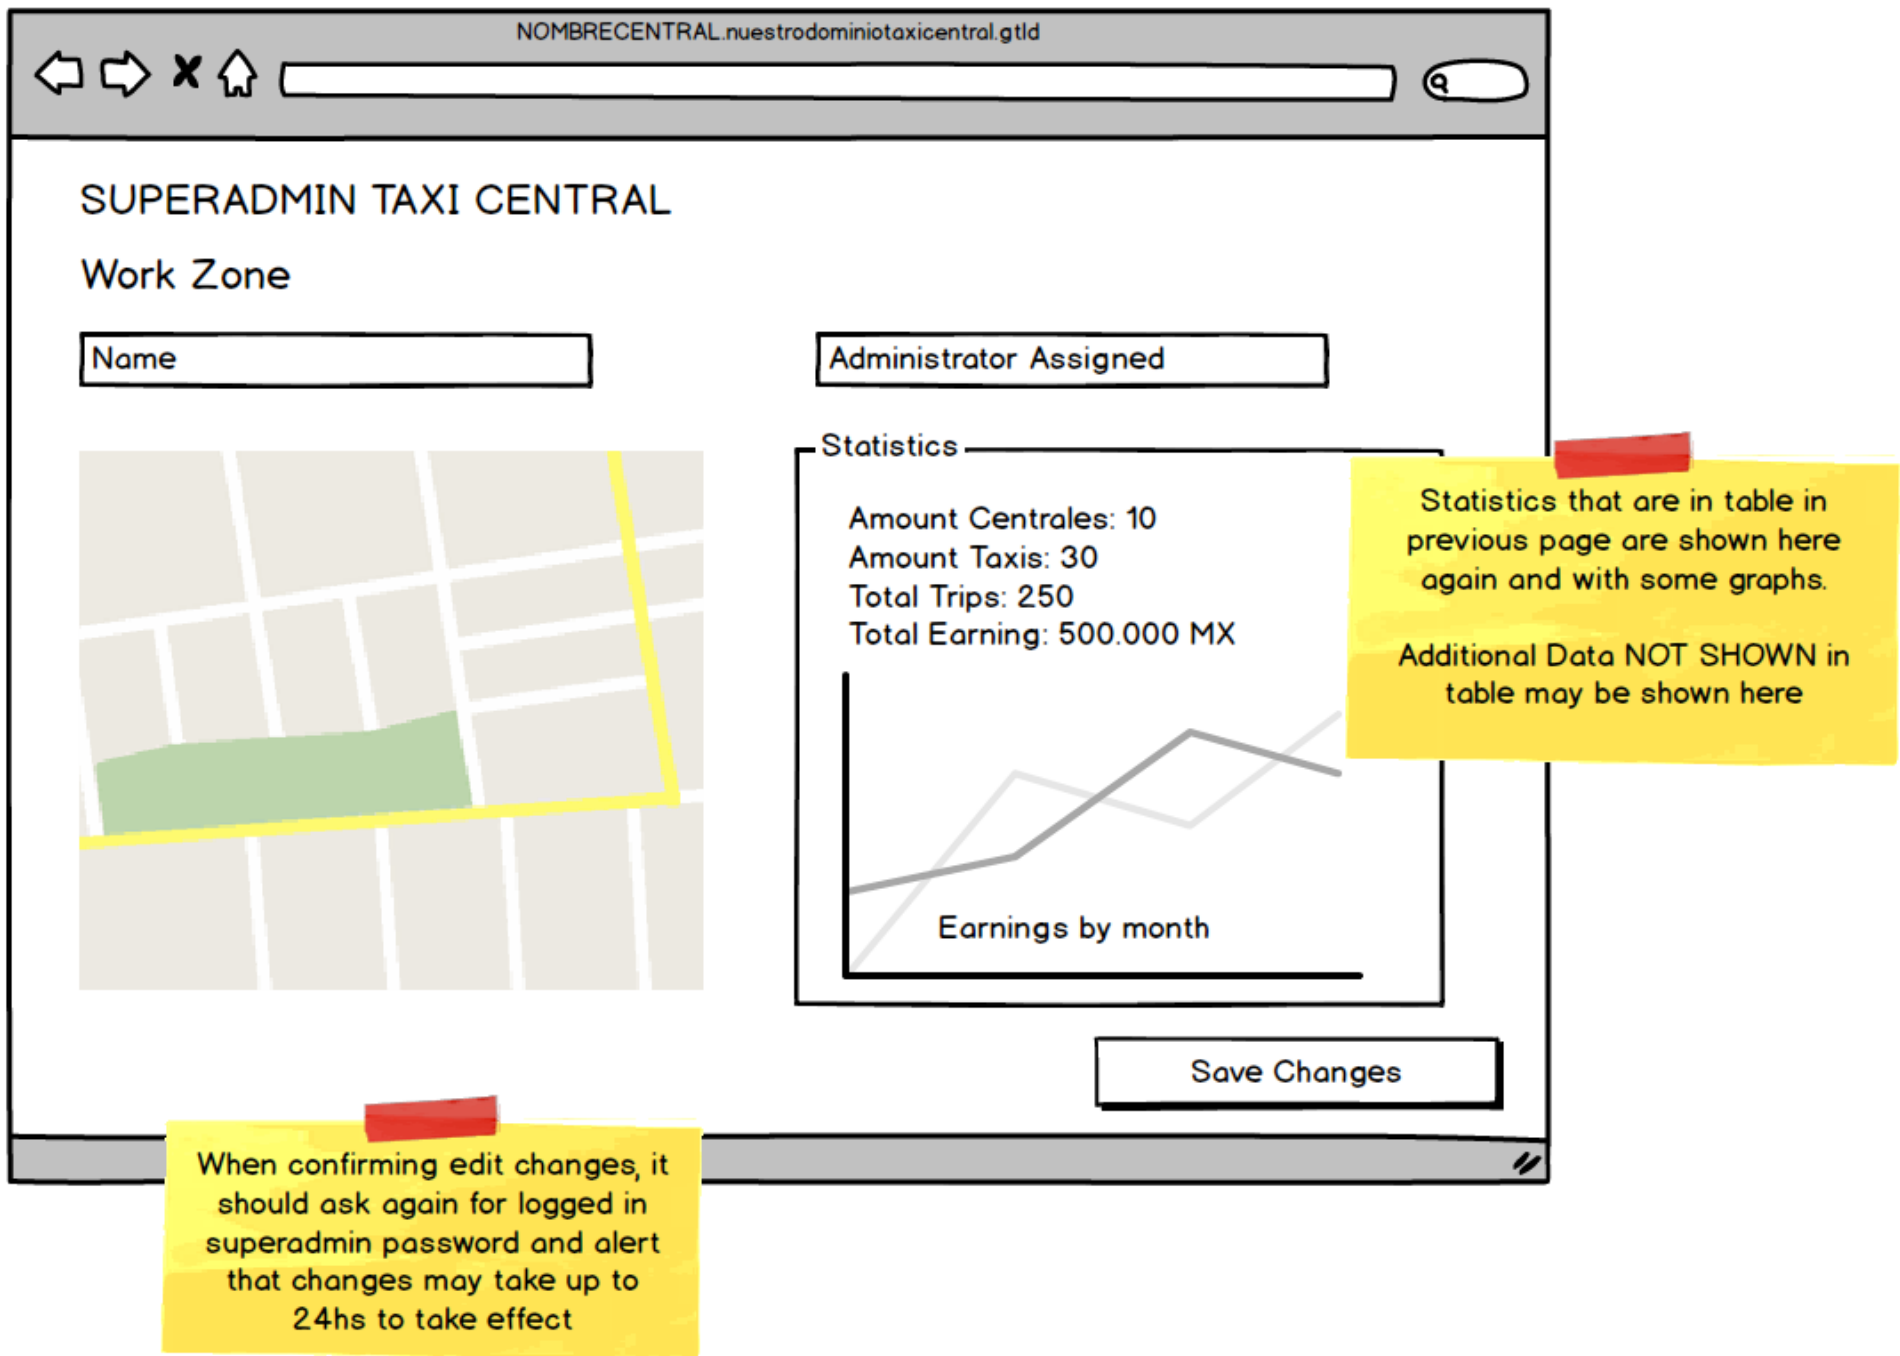 NOMBRECENTRAL.nuestrodominiotaxicentral.gtld
SUPERADMIN TAXI CENTRAL
Work Zone
Name
Administrator Assigned
Statistics
Amount Centrales: 10
Amount Taxis: 30
Total Trips: 250
Total Earning: 500.000 MX
Earnings by month
Statistics that are in table in
previous page are shown here
again and with some graphs.
Additional Data NOT SHOWN in
table may be shown here
Save Changes
When confirming edit changes, it
should ask again for logged in
superadmin password and alert
that changes may take up to
24hs to take effect